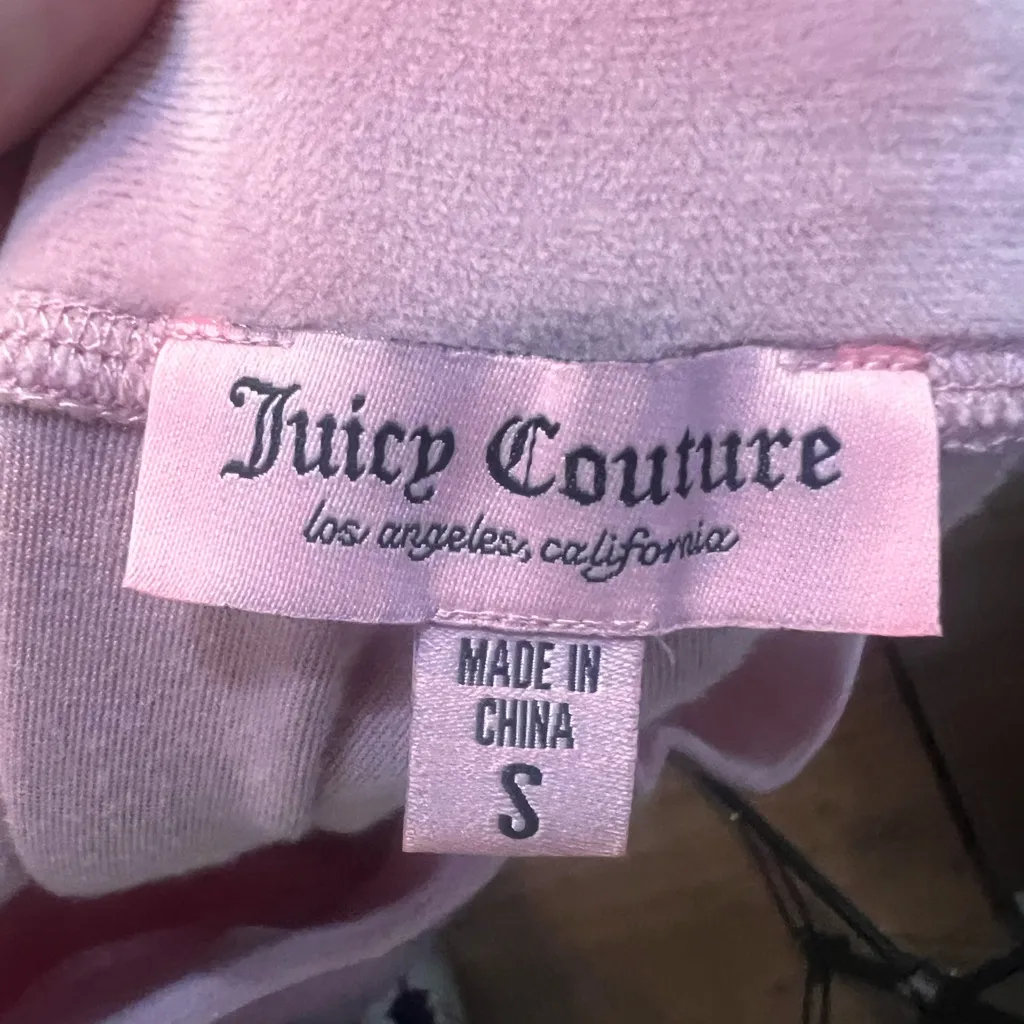 Juicy Couture
los angeles, california
MADE IN
CHINA
S